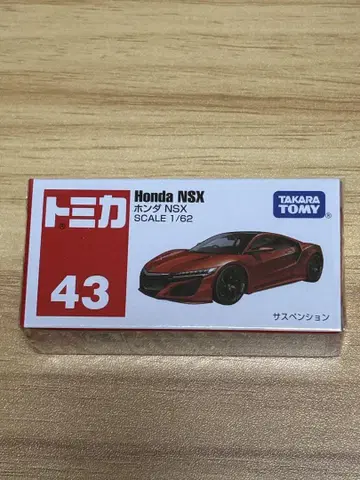 トミカ
®
43
Honda NSX
ホンダ NSX
SCALE 1/62
TAKARA
TOMY
®
サスペンション